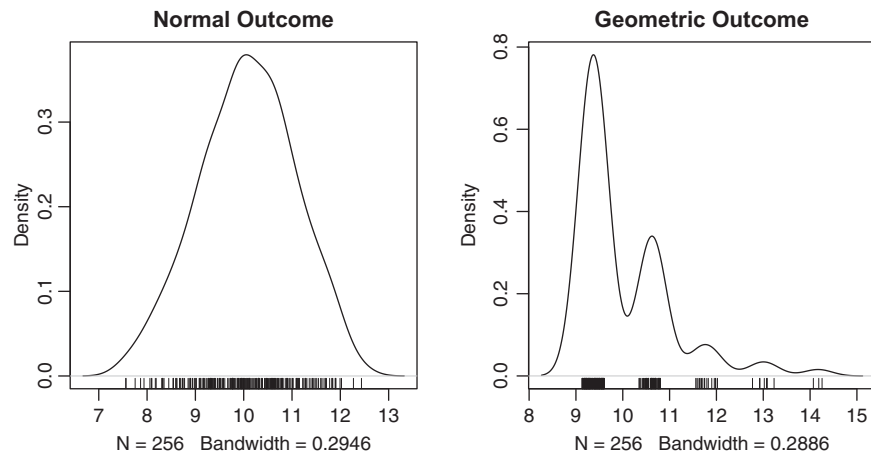 Normal Outcome
Density
0.0
0.1
0.2
0.3
7 8 9 10 11 12 13
N = 256 Bandwidth = 0.2946
Geometric Outcome
Density
0.0
0.2
0.4
0.6
0.8
8 9 10 11 12 13 14 15
N = 256 Bandwidth = 0.2886